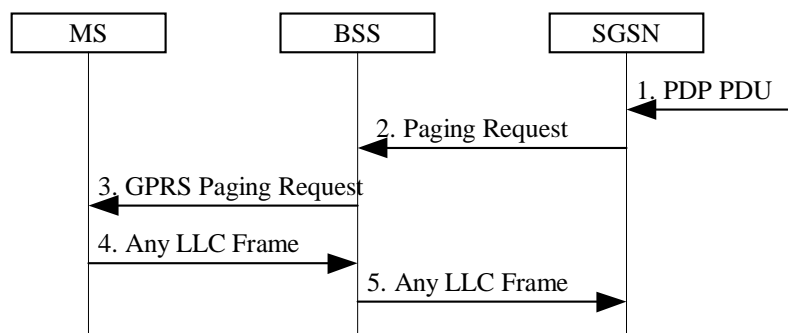 MS
BSS
SGSN
1. PDP PDU
2. Paging Request
3. GPRS Paging Request
4. Any LLC Frame
5. Any LLC Frame